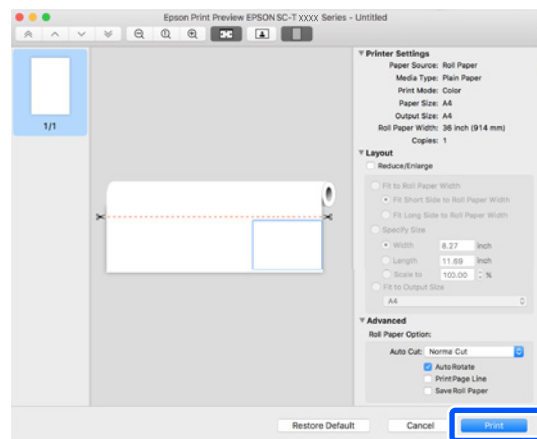 Epson Print Preview EPSON SC-T XXXX Series - Untitled
1/1
Printer Settings
Paper Source: Roll Paper
Media Type: Plain Paper
Print Mode: Color
Paper Size: A4
Output Size: A4
Roll Paper Width: 36 inch (914 mm)
Copies: 1
Layout
Reduce/Enlarge
Fit to Roll Paper Width
Fit Short Side to Roll Paper Width
Fit Long Side to Roll Paper Width
Specify Size
Width 8.27 inch
Length 11.69 inch
Scale to 100.00 %
Fit to Output Size
A4
Advanced
Roll Paper Option:
Auto Cut: Norma Cut
Auto Rotate
Print Page Line
Save Roll Paper
Restore Default Cancel Print